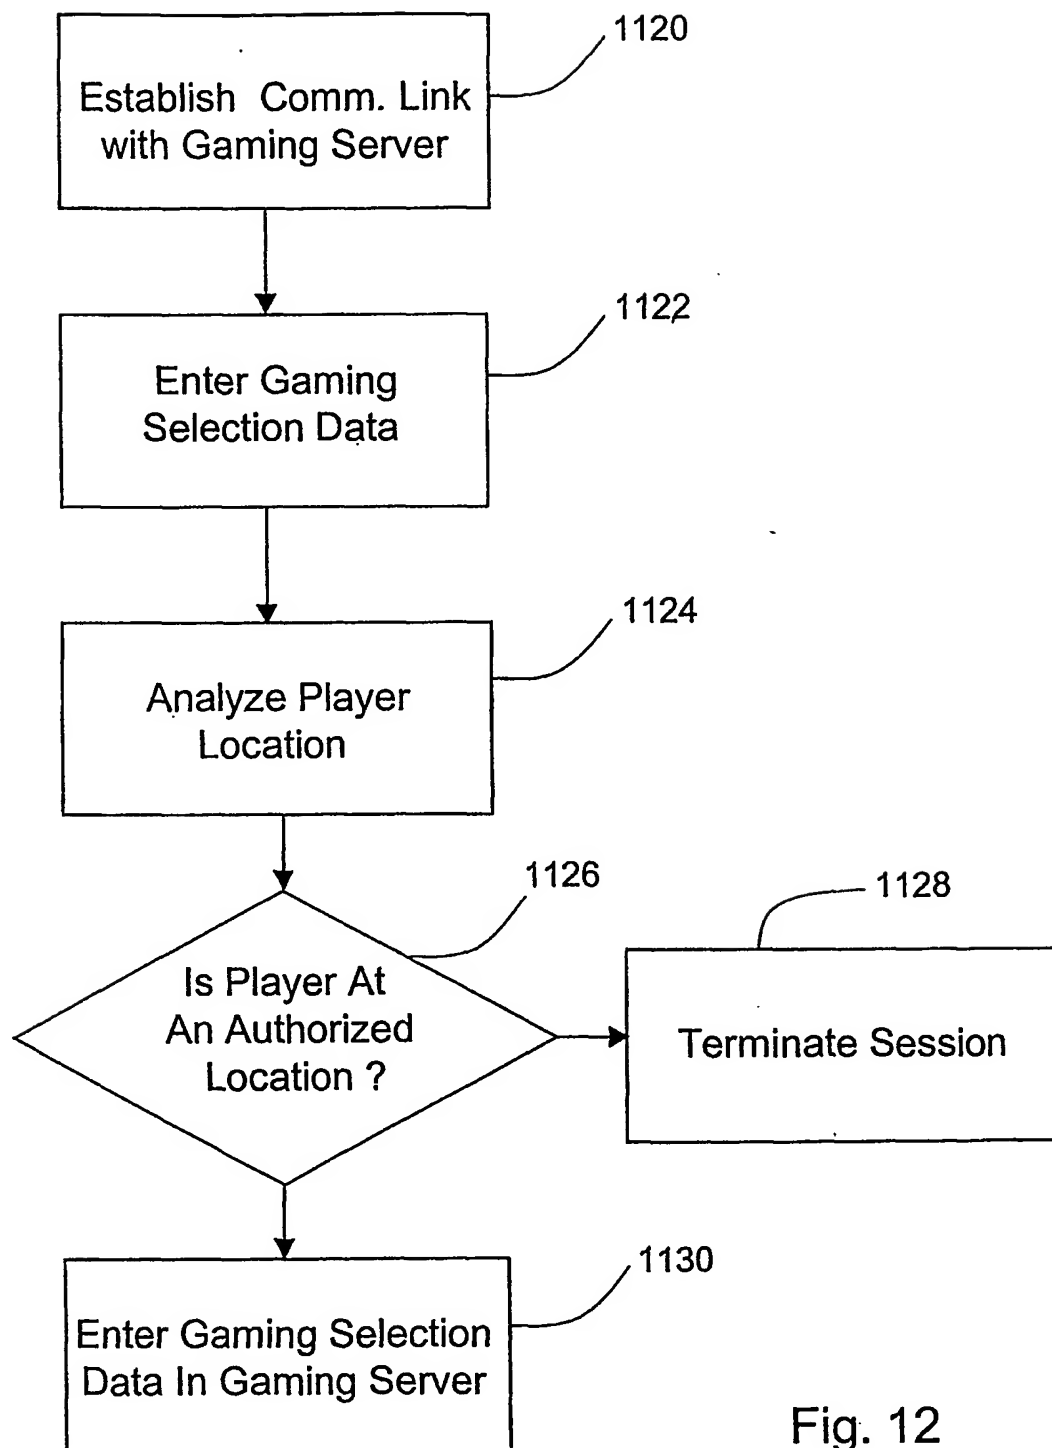 1120
Establish Comm. Link
with Gaming Server
1122
Enter Gaming
Selection Data
1124
Analyze Player
Location
1126
1128
Is Player At
An Authorized
Location ?
Terminate Session
1130
Enter Gaming Selection
Data In Gaming Server
Fig. 12